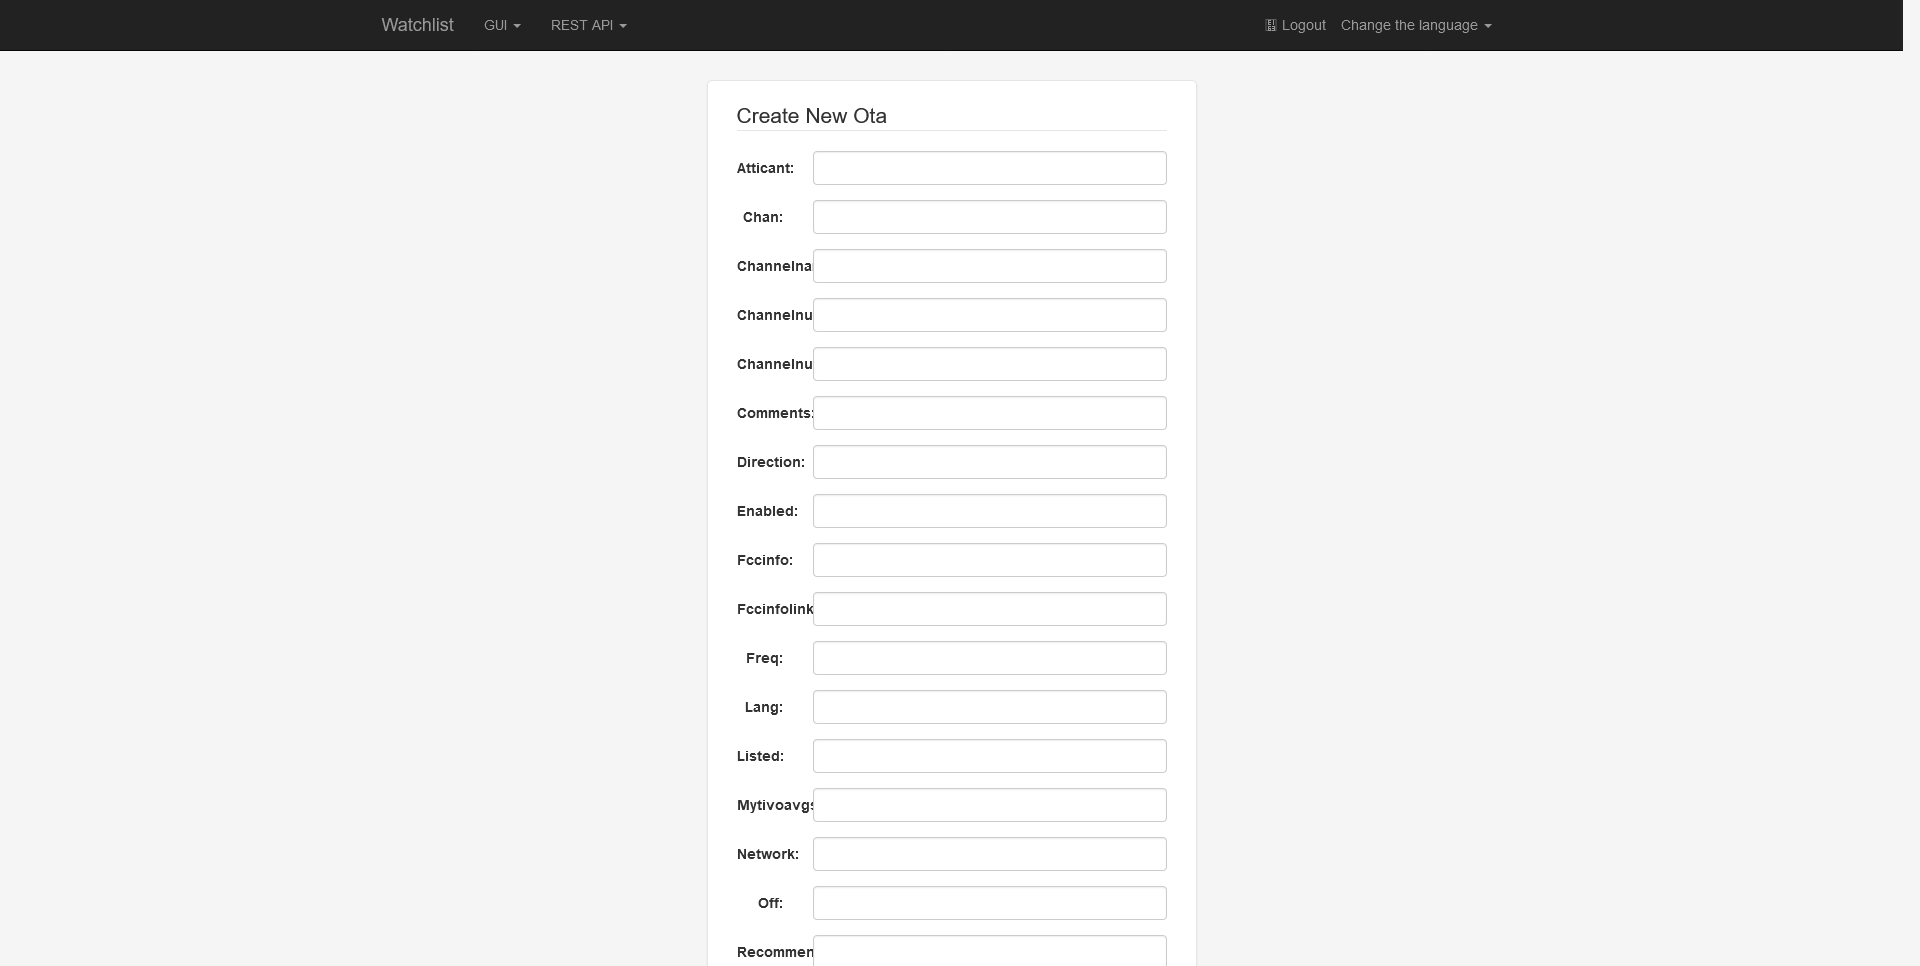 Watchlist GUI REST API Logout Change the language
Create New Ota
Atticant:
Chan:
Channelna
Channelnu
Channelnu
Comments:
Direction:
Enabled:
Fccinfo:
Fccinfolink
Freq:
Lang:
Listed:
Mytivoavgs
Network:
Off:
Recommen